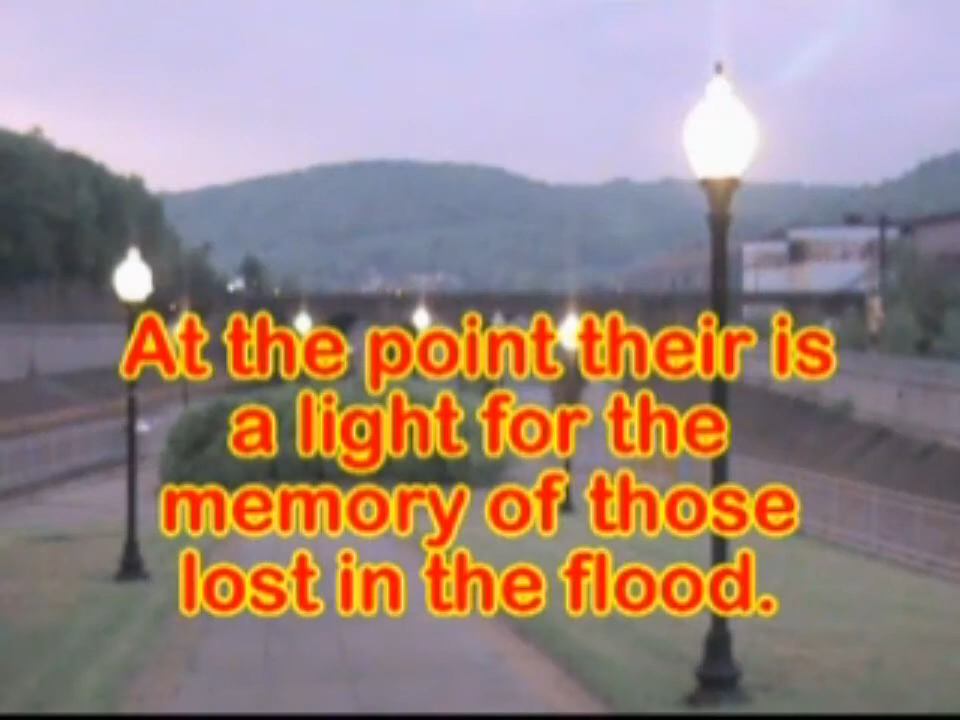 At the point their is
a light for the
memory of those
lost in the flood.